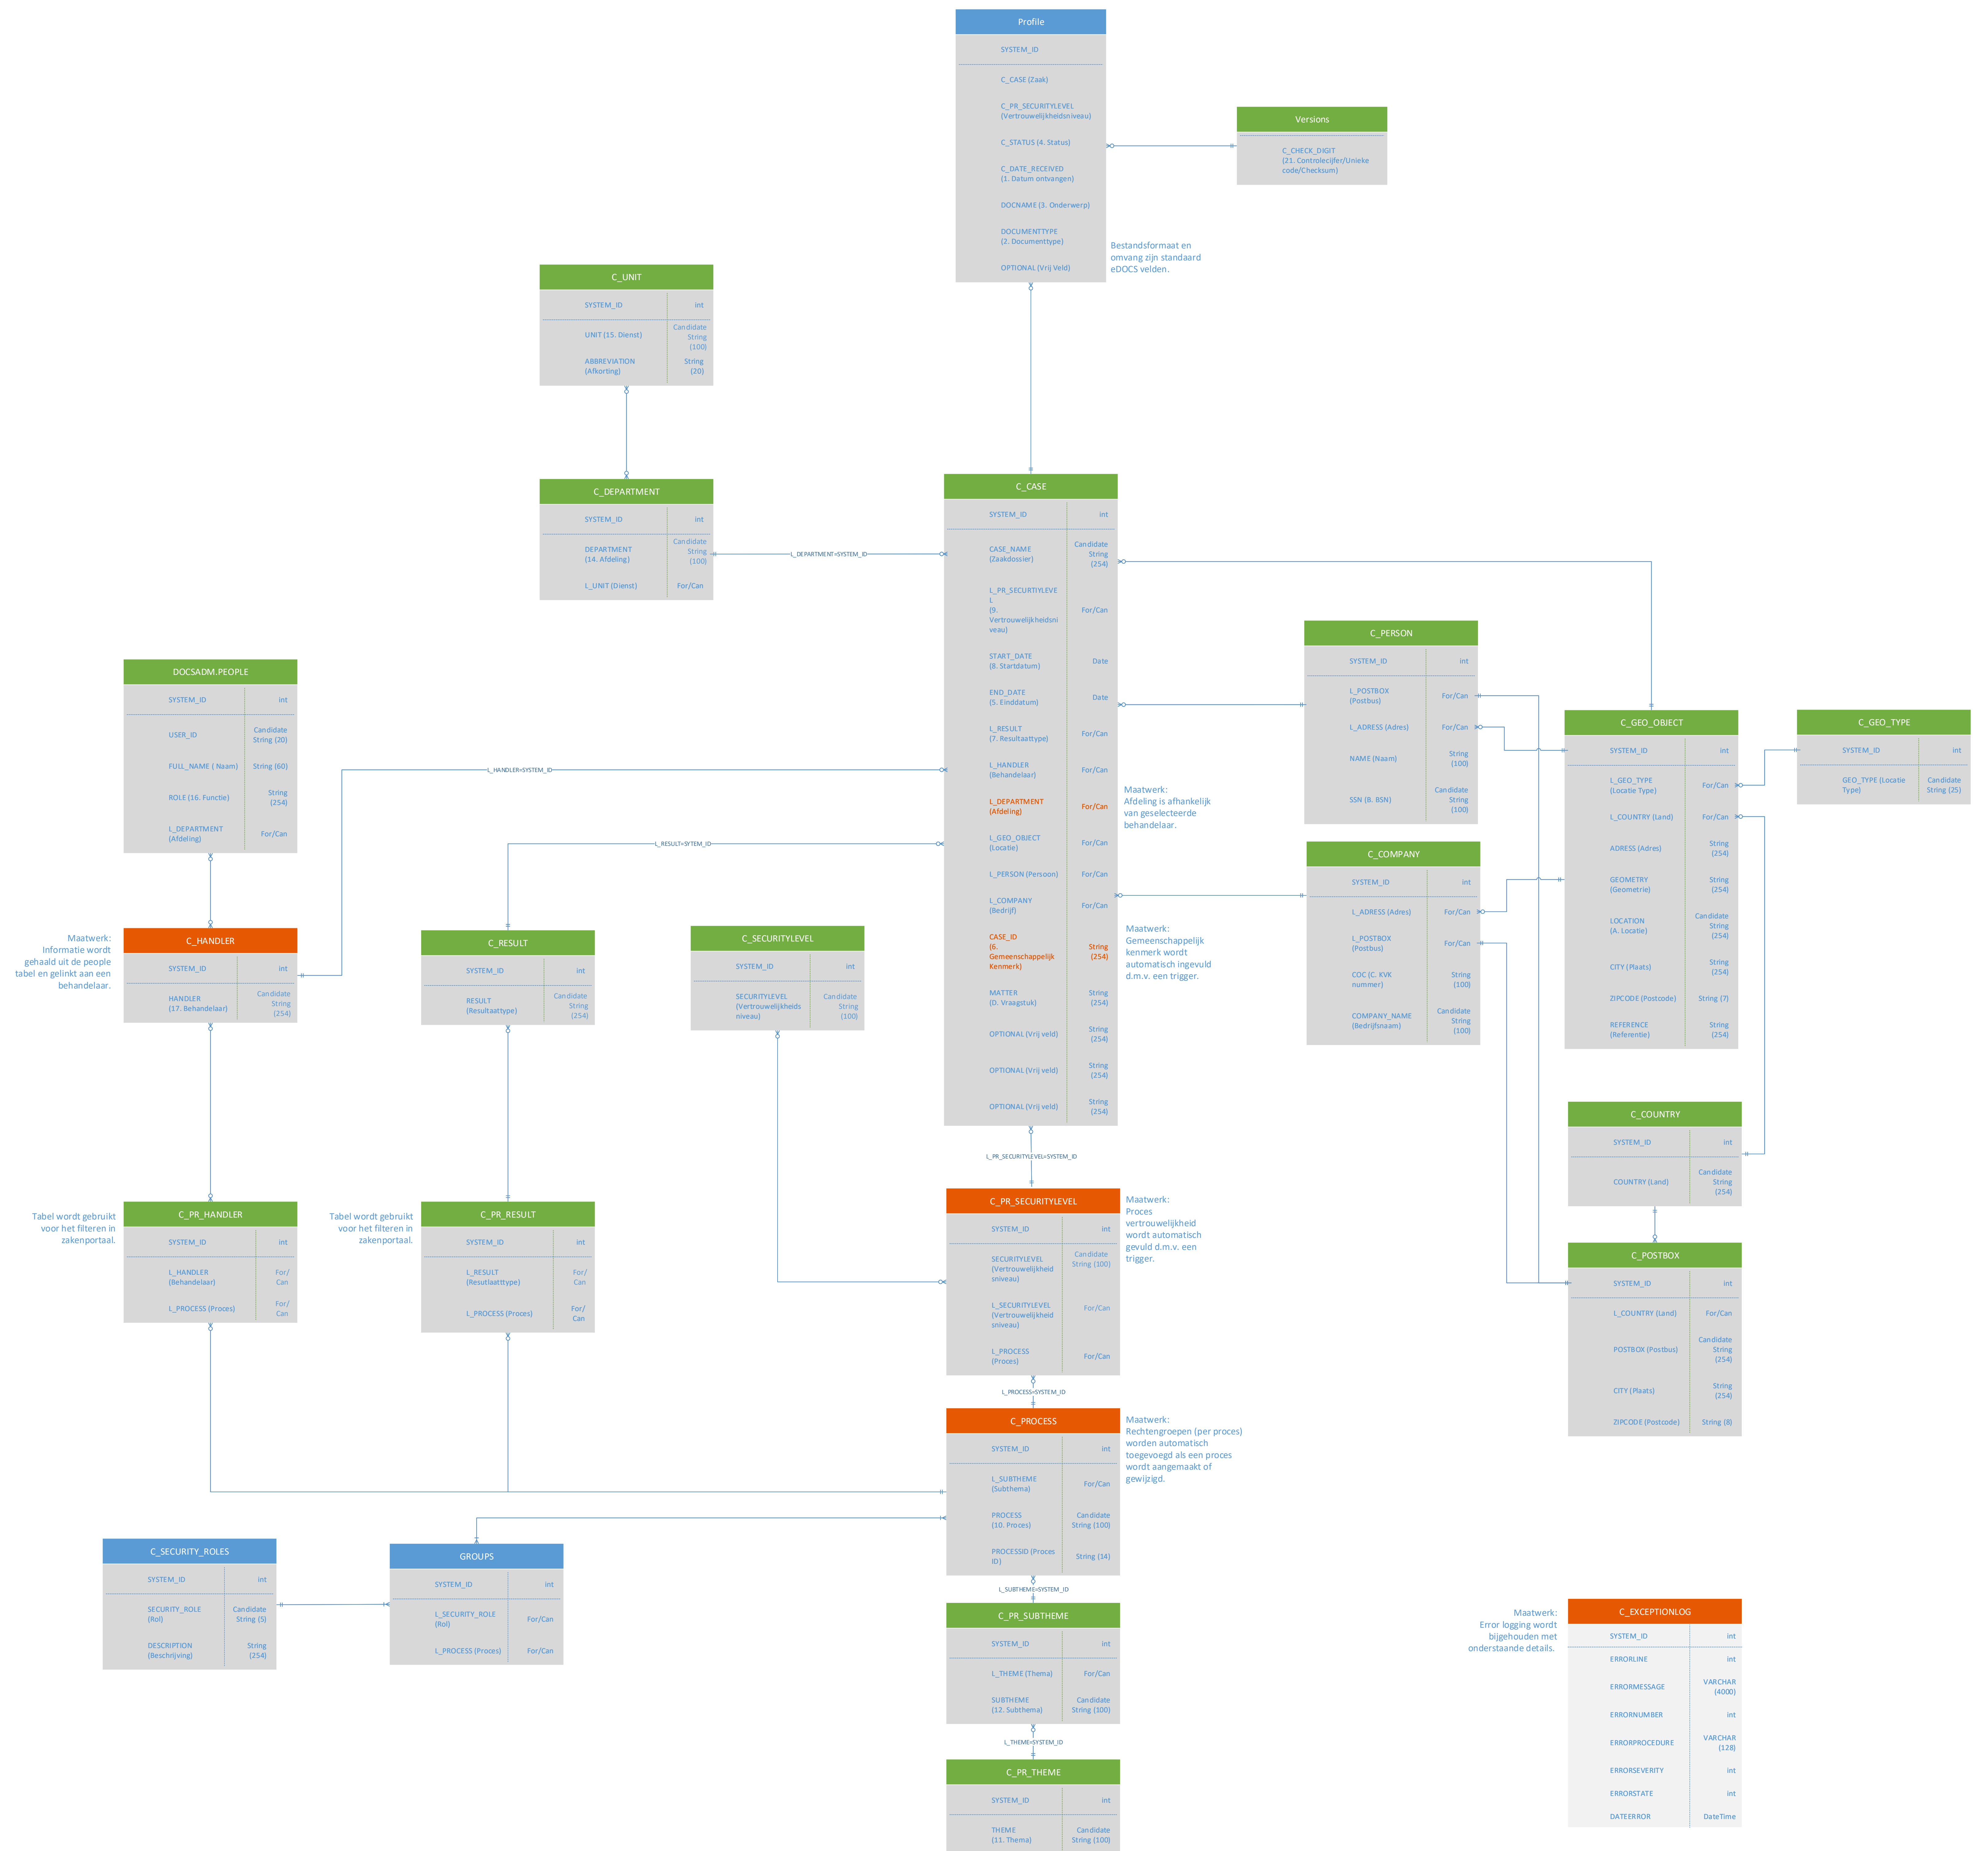 Profile
SYSTEM_ID
C_CASE (Zaak)
C_PR_SECURITYLEVEL
(Vertrouwelijkheidsniveau)
C_STATUS (4. Status)
C_DATE_RECEIVED
(1. Datum ontvangen)
DOCNAME (3. Onderwerp)
DOCUMENTTYPE
(2. Documenttype)
OPTIONAL (Vrij Veld)
Bestandsformaat en
omvang zijn standaard
eDOCS velden.
Versions
C_CHECK_DIGIT
(21. Controlecijfer/Unieke
code/Checksum)
C_UNIT
SYSTEM_ID
int
UNIT (15. Dienst)
Candidate
String
(100)
ABBREVIATION
(Afkorting)
String
(20)
C_DEPARTMENT
SYSTEM_ID
int
DEPARTMENT
(14. Afdeling)
Candidate
String
(100)
L_UNIT (Dienst)
For/Can
L_DEPARTMENT=SYSTEM_ID
C_CASE
SYSTEM_ID
int
CASE_NAME
(Zaakdossier)
Candidate
String
(254)
L_PR_SECURTIYLEVE
L
(9.
Vertrouwelijkheidsni
veau)
For/Can
START_DATE
(8. Startdatum)
Date
END_DATE
(5. Einddatum)
Date
L_RESULT
(7. Resultaattype)
For/Can
L_HANDLER
(Behandelaar)
For/Can
L_DEPARTMENT
(Afdeling)
For/Can
L_GEO_OBJECT
(Locatie)
For/Can
L_PERSON (Persoon)
For/Can
L_COMPANY
(Bedrijf)
For/Can
CASE_ID
(6.
Gemeenschappelijk
Kenmerk)
String
(254)
MATTER
(D. Vraagstuk)
String
(254)
OPTIONAL (Vrij veld)
String
(254)
OPTIONAL (Vrij veld)
String
(254)
OPTIONAL (Vrij veld)
String
(254)
Maatwerk:
Afdeling is afhankelijk
van geselecteerde
behandelaar.
Maatwerk:
Gemeenschappelijk
kenmerk wordt
automatisch ingevuld
d.m.v. een trigger.
C_PERSON
SYSTEM_ID
int
L_POSTBOX
(Postbus)
For/Can
L_ADRESS (Adres)
For/Can
NAME (Naam)
String
(100)
SSN (B. BSN)
Candidate
String
(100)
C_COMPANY
SYSTEM_ID
int
L_ADRESS (Adres)
For/Can
L_POSTBOX
(Postbus)
For/Can
COC (C. KVK
nummer)
String
(100)
COMPANY_NAME
(Bedrijfsnaam)
Candidate
String
(100)
C_GEO_OBJECT
SYSTEM_ID
int
L_GEO_TYPE
(Locatie Type)
For/Can
L_COUNTRY (Land)
For/Can
ADRESS (Adres)
String
(254)
GEOMETRY
(Geometrie)
String
(254)
LOCATION
(A. Locatie)
Candidate
String
(254)
CITY (Plaats)
String
(254)
ZIPCODE (Postcode)
String (7)
REFERENCE
(Referentie)
String
(254)
C_GEO_TYPE
SYSTEM_ID
int
GEO_TYPE (Locatie
Type)
Candidate
String (25)
C_COUNTRY
SYSTEM_ID
int
COUNTRY (Land)
Candidate
String
(254)
C_POSTBOX
SYSTEM_ID
int
L_COUNTRY (Land)
For/Can
POSTBOX (Postbus)
Candidate
String
(254)
CITY (Plaats)
String
(254)
ZIPCODE (Postcode)
String (8)
DOCSADM.PEOPLE
SYSTEM_ID
int
USER_ID
Candidate
String (20)
FULL_NAME ( Naam)
String (60)
ROLE (16. Functie)
String
(254)
L_DEPARTMENT
(Afdeling)
For/Can
L_HANDLER=SYSTEM_ID
Maatwerk:
Informatie wordt
gehaald uit de people
tabel en gelinkt aan een
behandelaar.
C_HANDLER
SYSTEM_ID
int
HANDLER
(17. Behandelaar)
Candidate
String
(254)
L_RESULT=SYTEM_ID
C_RESULT
SYSTEM_ID
int
RESULT
(Resultaattype)
Candidate
String
(254)
C_SECURITYLEVEL
SYSTEM_ID
int
SECURITYLEVEL
(Vertrouwelijkheids
niveau)
Candidate
String
(100)
L_PR_SECURITYLEVEL=SYSTEM_ID
Tabel wordt gebruikt
voor het filteren in
zakenportaal.
C_PR_HANDLER
SYSTEM_ID
int
L_HANDLER
(Behandelaar)
For/
Can
L_PROCESS (Proces)
For/
Can
Tabel wordt gebruikt
voor het filteren in
zakenportaal.
C_PR_RESULT
SYSTEM_ID
int
L_RESULT
(Resutlaatttype)
For/
Can
L_PROCESS (Proces)
For/
Can
C_PR_SECURITYLEVEL
SYSTEM_ID
int
SECURITYLEVEL
(Vertrouwelijkheid
sniveau)
Candidate
String (100)
L_SECURITYLEVEL
(Vertrouwelijkheid
sniveau)
For/Can
L_PROCESS
(Proces)
For/Can
Maatwerk:
Proces
vertrouwelijkheid
wordt automatisch
gevuld d.m.v. een
trigger.
L_PROCESS=SYSTEM_ID
C_PROCESS
SYSTEM_ID
int
L_SUBTHEME
(Subthema)
For/Can
PROCESS
(10. Proces)
Candidate
String (100)
PROCESSID (Proces
ID)
String (14)
Maatwerk:
Rechtengroepen (per proces)
worden automatisch
toegevoegd als een proces
wordt aangemaakt of
gewijzigd.
L_SUBTHEME=SYSTEM_ID
C_SECURITY_ROLES
SYSTEM_ID
int
SECURITY_ROLE
(Rol)
Candidate
String (5)
DESCRIPTION
(Beschrijving)
String
(254)
GROUPS
SYSTEM_ID
int
L_SECURITY_ROLE
(Rol)
For/Can
L_PROCESS (Proces)
For/Can
C_PR_SUBTHEME
SYSTEM_ID
int
L_THEME (Thema)
For/Can
SUBTHEME
(12. Subthema)
Candidate
String (100)
L_THEME=SYSTEM_ID
C_PR_THEME
SYSTEM_ID
int
THEME
(11. Thema)
Candidate
String (100)
Maatwerk:
Error logging wordt
bijgehouden met
onderstaande details.
C_EXCEPTIONLOG
SYSTEM_ID
int
ERRORLINE
int
ERRORMESSAGE
VARCHAR
(4000)
ERRORNUMBER
int
ERRORPROCEDURE
VARCHAR
(128)
ERRORSEVERITY
int
ERRORSTATE
int
DATEERROR
DateTime